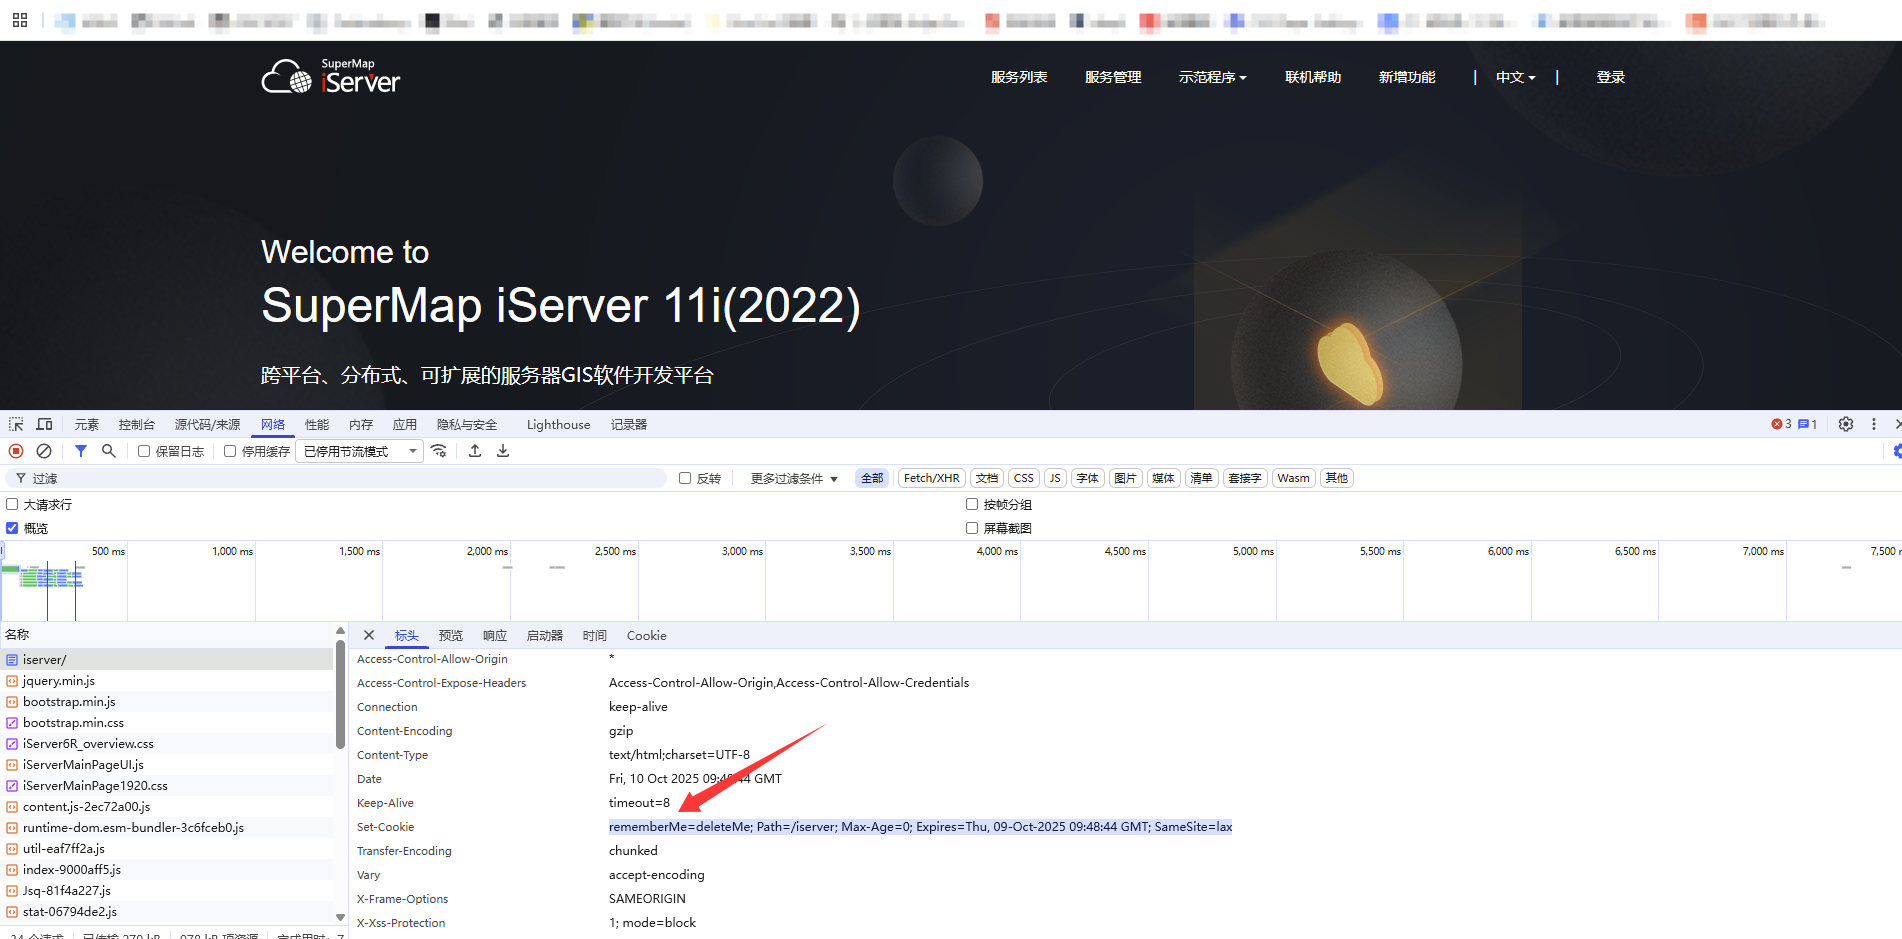 SuperMap
iServer
服务列表 服务管理 示范程序 联机帮助 新增功能 | 中文 | 登录
Welcome to
SuperMap iServer 11i(2022)
跨平台、分布式、可扩展的服务器GIS软件开发平台
元素 控制台 源代码/来源 网络 性能 内存 应用 隐私与安全 Lighthouse 记录器 3 1
保留日志 停用缓存 已停用节流模式
过滤 反转 更多过滤条件 全部 Fetch/XHR 文档 CSS JS 字体 图片 媒体 清单 套接字 Wasm 其他
大请求行 按帧分组
概览 屏幕截图
500 ms 1,000 ms 1,500 ms 2,000 ms 2,500 ms 3,000 ms 3,500 ms 4,000 ms 4,500 ms 5,000 ms 5,500 ms 6,000 ms 6,500 ms 7,000 ms 7,500
名称
iserver/
jquery.min.js
bootstrap.min.js
bootstrap.min.css
iServer6R_overview.css
iServerMainPageUI.js
iServerMainPage1920.css
content.js-2ec72a00.js
runtime-dom.esm-bundler-3c6fceb0.js
util-eaf7ff2a.js
index-9000aff5.js
Jsq-81f4a227.js
stat-06794de2.js
标头 预览 响应 启动器 时间 Cookie
Access-Control-Allow-Origin *
Access-Control-Expose-Headers Access-Control-Allow-Origin,Access-Control-Allow-Credentials
Connection keep-alive
Content-Encoding gzip
Content-Type text/html;charset=UTF-8
Date Fri, 10 Oct 2025 09:48:44 GMT
Keep-Alive timeout=8
Set-Cookie rememberMe=deleteMe; Path=/iserver; Max-Age=0; Expires=Thu, 09-Oct-2025 09:48:44 GMT; SameSite=lax
Transfer-Encoding chunked
Vary accept-encoding
X-Frame-Options SAMEORIGIN
X-Xss-Protection 1; mode=block